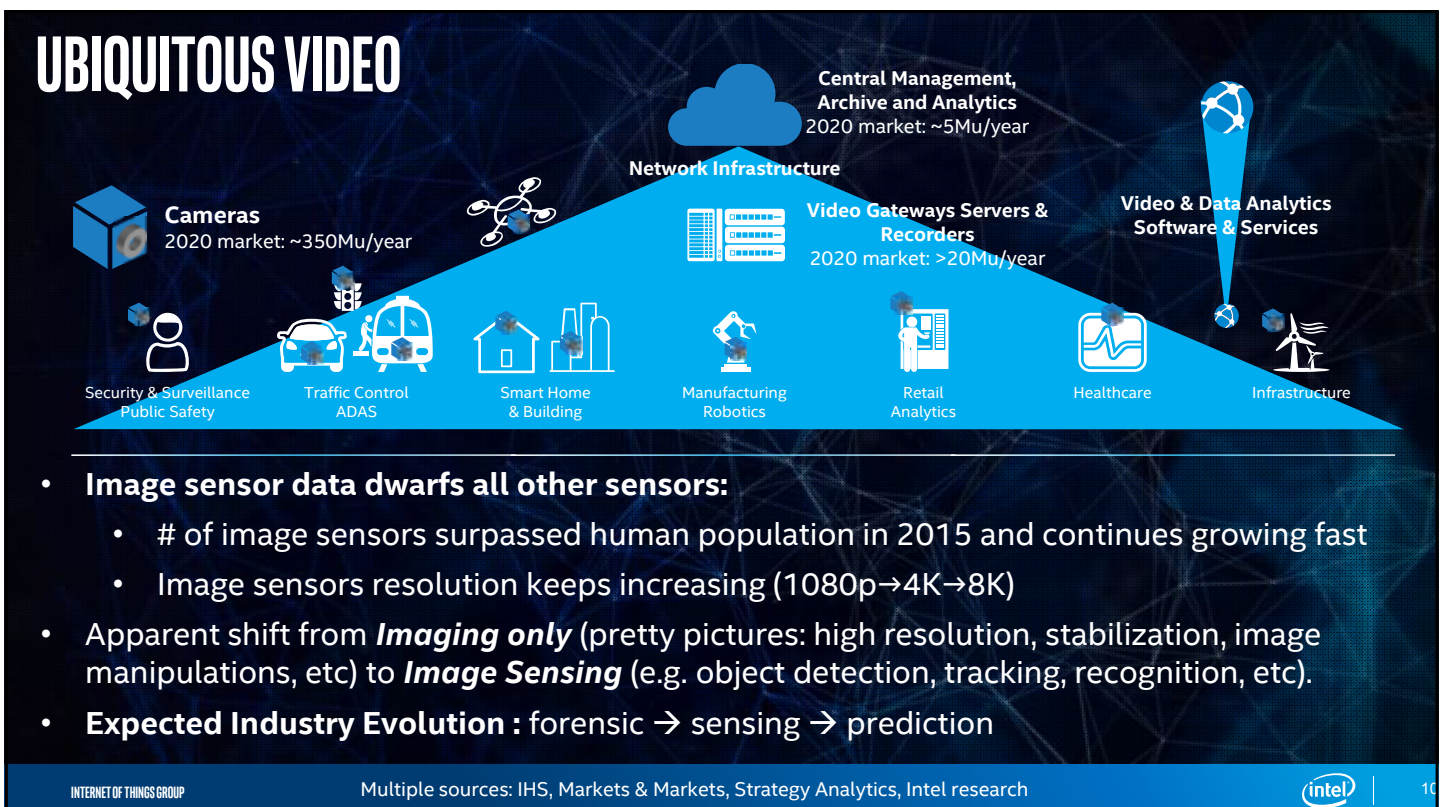 UBIQUITOUS VIDEO
Central Management,
Archive and Analytics
2020 market: ~5Mu/year
Network Infrastructure
Cameras
2020 market: ~350Mu/year
Video Gateways Servers &
Recorders
2020 market: >20Mu/year
Video & Data Analytics
Software & Services
Security & Surveillance
Public Safety
Traffic Control
ADAS
Smart Home
& Building
Manufacturing
Robotics
Retail
Analytics
Healthcare
Infrastructure
• Image sensor data dwarfs all other sensors:
• # of image sensors surpassed human population in 2015 and continues growing fast
• Image sensors resolution keeps increasing (1080p→4K→8K)
• Apparent shift from Imaging only (pretty pictures: high resolution, stabilization, image
manipulations, etc) to Image Sensing (e.g. object detection, tracking, recognition, etc).
• Expected Industry Evolution : forensic → sensing → prediction
INTERNET OF THINGS GROUP
Multiple sources: IHS, Markets & Markets, Strategy Analytics, Intel research
intel
10